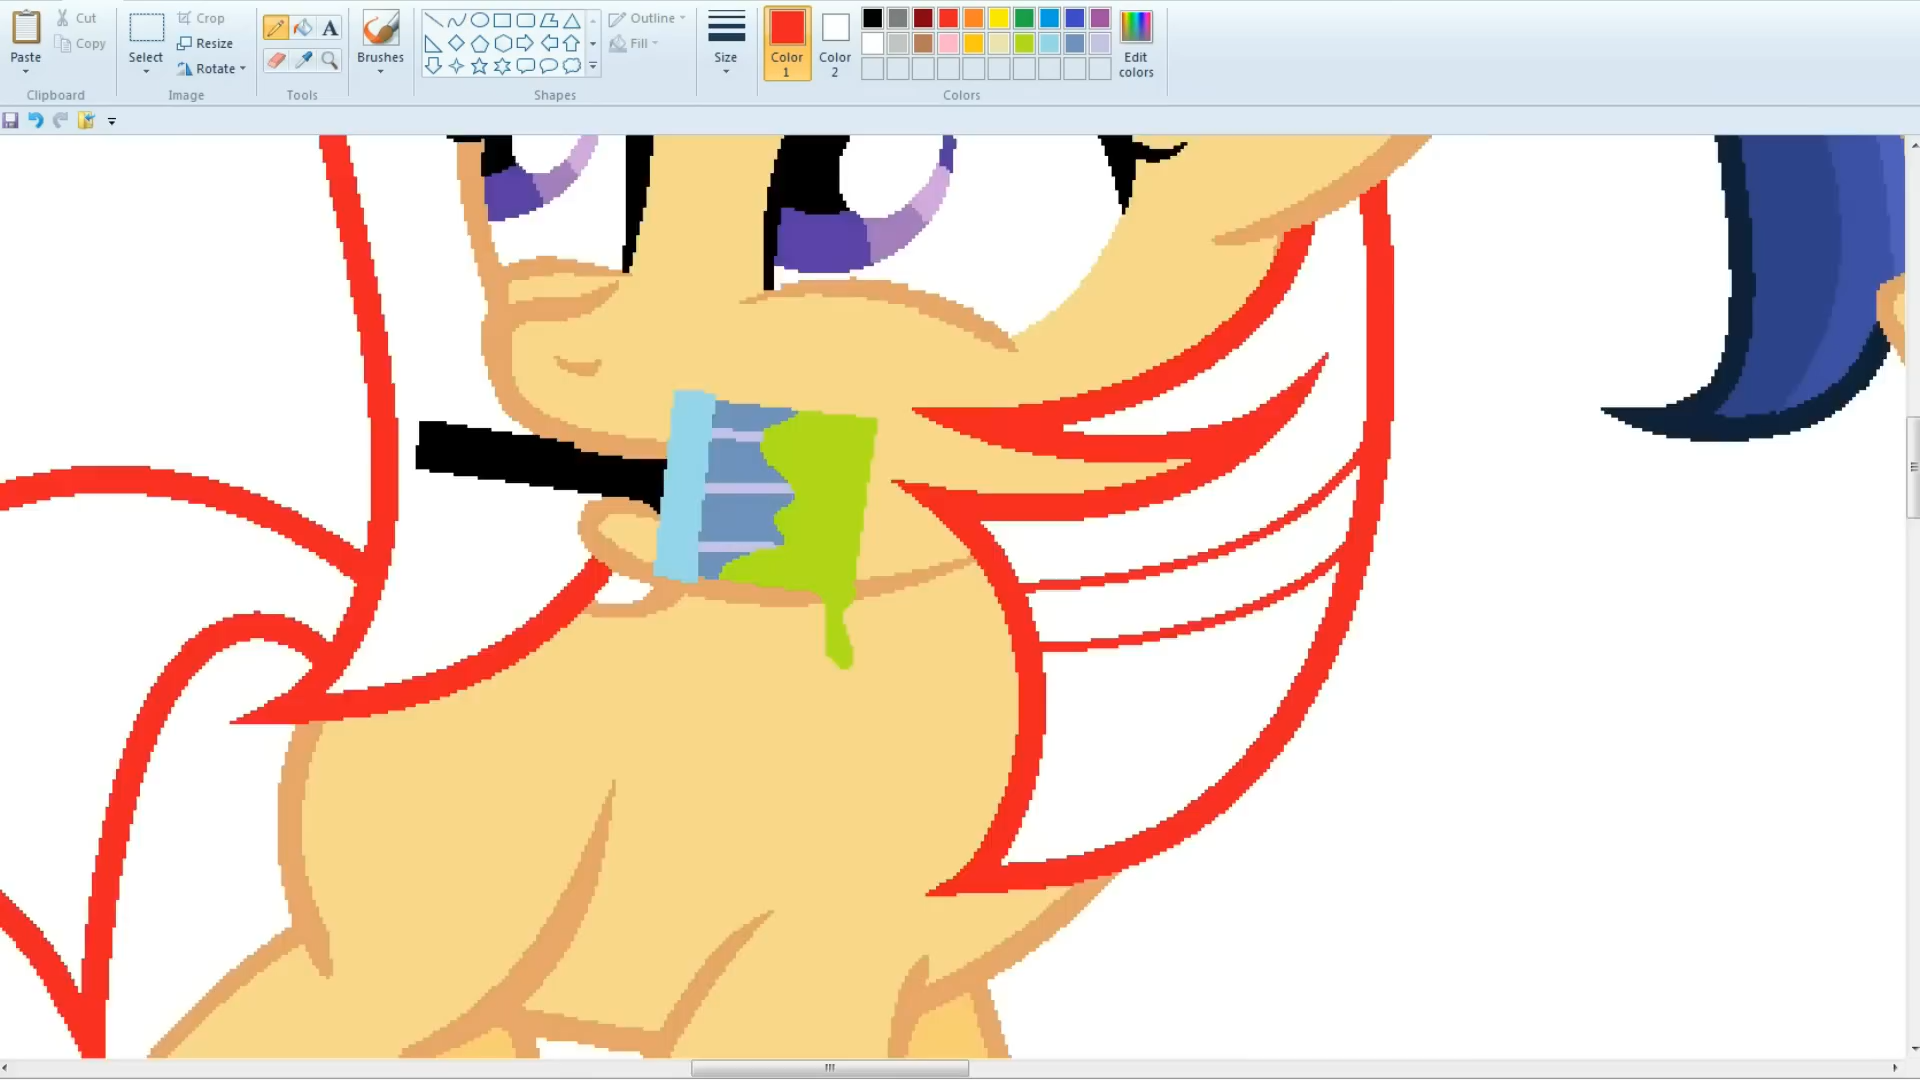 Paste
Cut
Copy
Clipboard
Select
Crop
Resize
Rotate
Image
A
Tools
Brushes
Outline
Fill
Shapes
Size
Color
1
Color
2
Edit
colors
Colors